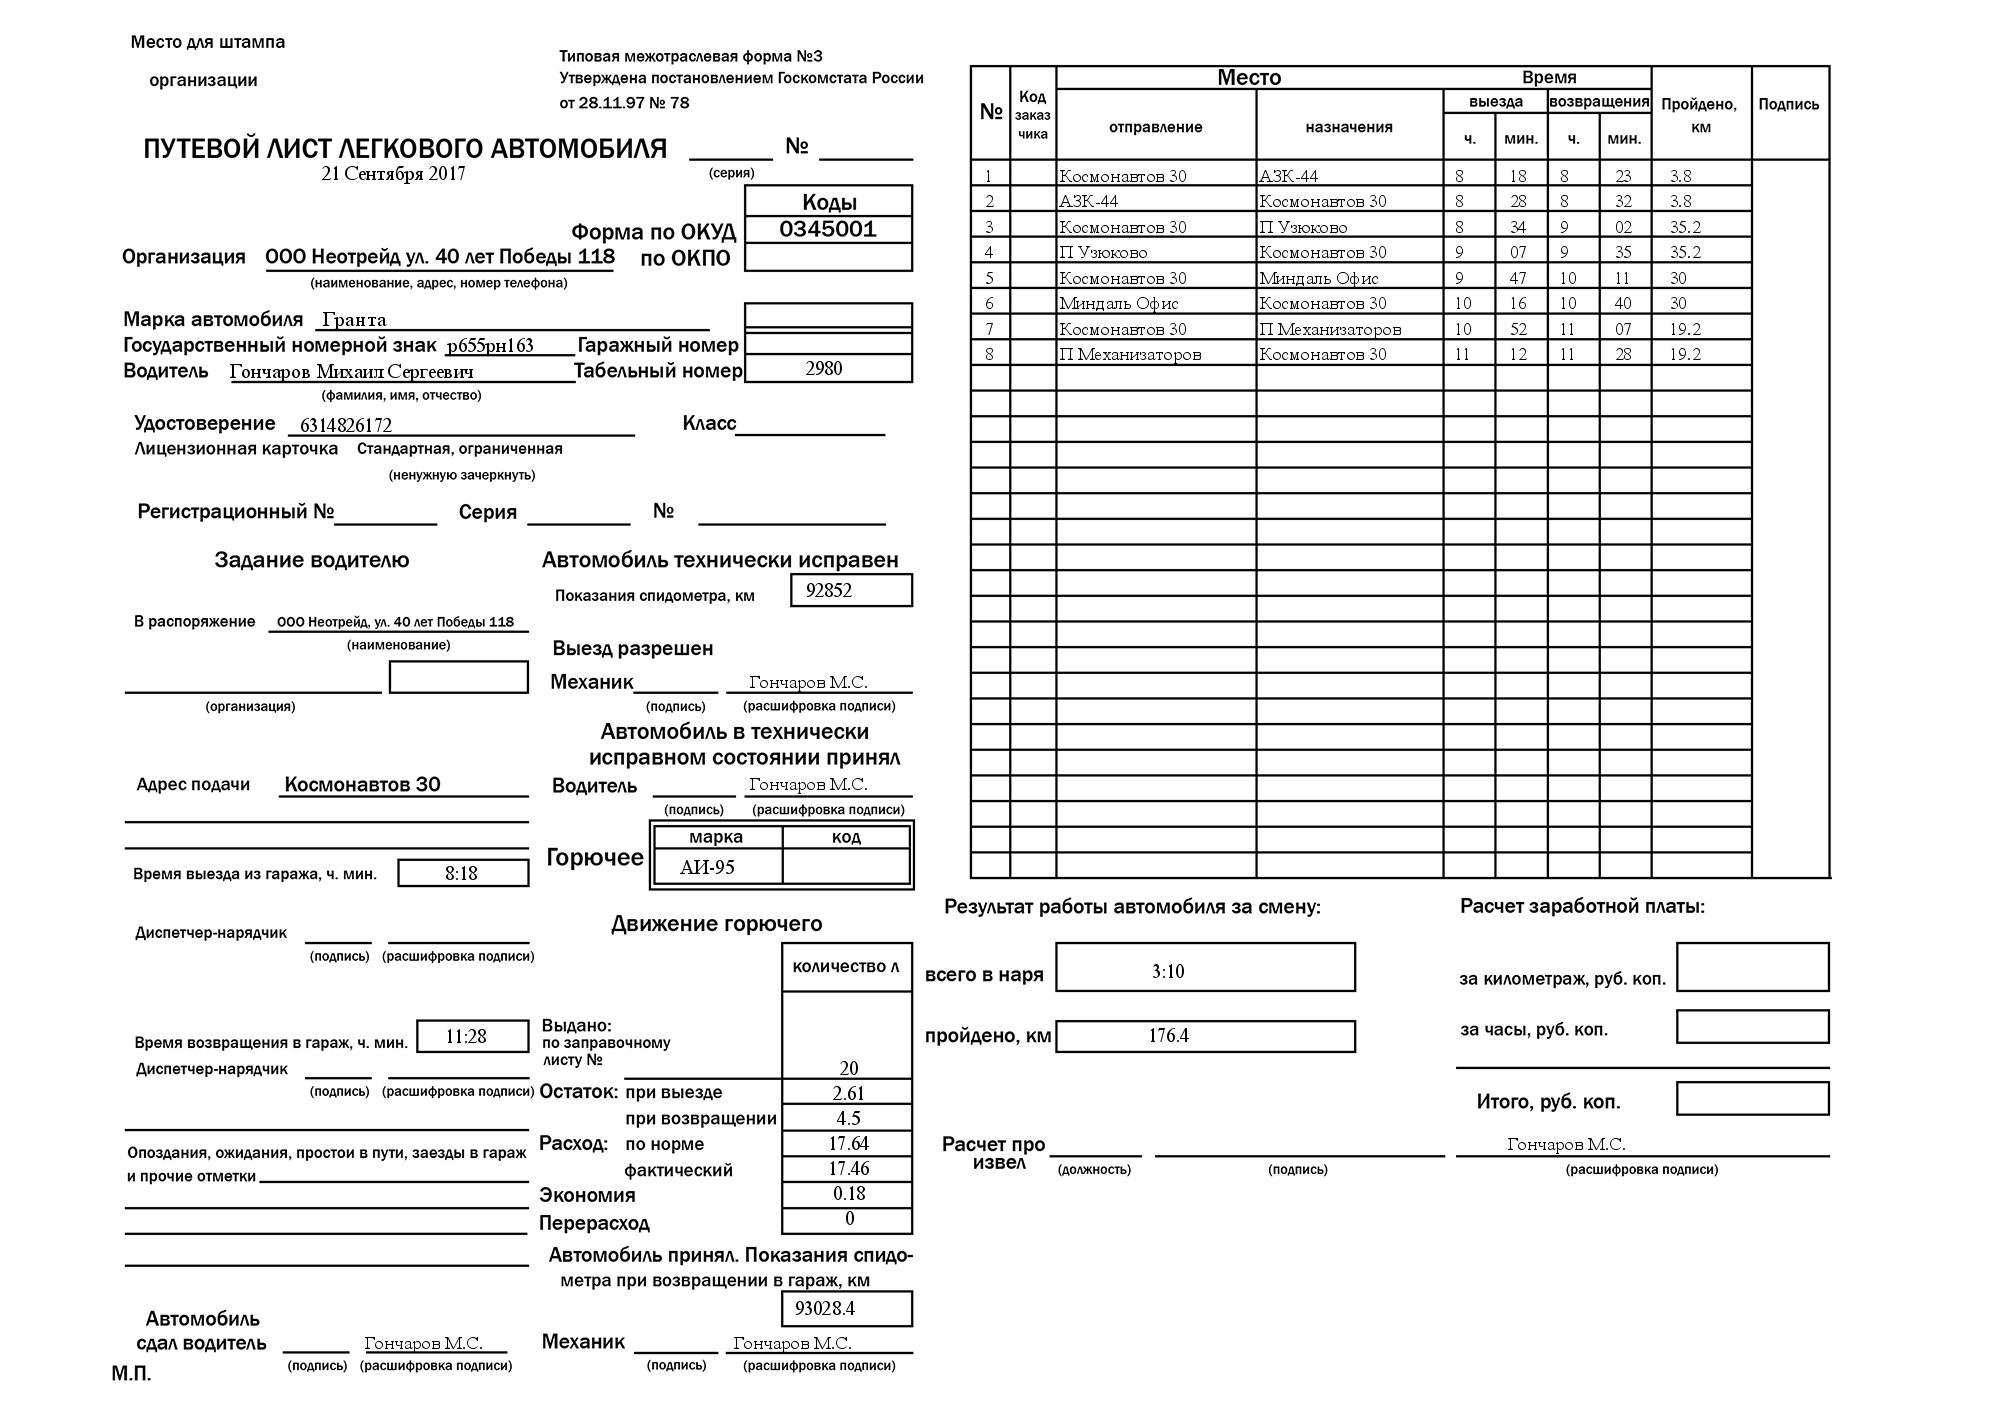 Место для штампа
организации
Типовая межотраслевая форма №3
Утверждена постановлением Госкомстата России
от 28.11.97 № 78
ПУТЕВОЙ ЛИСТ ЛЕГКОВОГО АВТОМОБИЛЯ №
21 Сентября 2017
(серия)
Коды
Форма по ОКУД 0345001
Организация ООО Неотрейд ул. 40 лет Победы 118 по ОКПО
(наименование, адрес, номер телефона)
Марка автомобиля Гранта
Государственный номерной знак р655рн163 Гаражный номер
Водитель Гончаров Михаил Сергеевич Табельный номер 2980
(фамилия, имя, отчество)
Удостоверение 6314826172 Класс
Лицензионная карточка Стандартная, ограниченная
(ненужную зачеркнуть)
Регистрационный № Серия №
Задание водителю
В распоряжение ООО Неотрейд, ул. 40 лет Победы 118
(наименование)
(организация)
Адрес подачи Космонавтов 30
Время выезда из гаража, ч. мин. 8:18
Диспетчер-нарядчик
(подпись) (расшифровка подписи)
Время возвращения в гараж, ч. мин. 11:28
Диспетчер-нарядчик
(подпись) (расшифровка подписи)
Опоздания, ожидания, простои в пути, заезды в гараж
и прочие отметки
Автомобиль
сдал водитель Гончаров М.С.
(подпись) (расшифровка подписи)
М.П.
Автомобиль технически исправен
Показания спидометра, км 92852
Выезд разрешен
Механик Гончаров М.С.
(подпись) (расшифровка подписи)
Автомобиль в технически
исправном состоянии принял
Водитель Гончаров М.С.
(подпись) (расшифровка подписи)
марка код
Горючее АИ-95
Движение горючего
количество л
Выдано:
по заправочному
листу № 20
Остаток: при выезде 2.61
при возвращении 4.5
Расход: по норме 17.64
фактический 17.46
Экономия 0.18
Перерасход 0
Автомобиль принял. Показания спидо-
метра при возвращении в гараж, км
93028.4
Механик Гончаров М.С.
(подпись) (расшифровка подписи)
№ Код заказ чика Место Время Пройдено, км Подпись
отправление назначения выезда возвращения
ч. мин. ч. мин.
1 Космонавтов 30 АЗК-44 8 18 8 23 3.8
2 АЗК-44 Космонавтов 30 8 28 8 32 3.8
3 Космонавтов 30 П Узюково 8 34 9 02 35.2
4 П Узюково Космонавтов 30 9 07 9 35 35.2
5 Космонавтов 30 Миндаль Офис 9 47 10 11 30
6 Миндаль Офис Космонавтов 30 10 16 10 40 30
7 Космонавтов 30 П Механизаторов 10 52 11 07 19.2
8 П Механизаторов Космонавтов 30 11 12 11 28 19.2
Результат работы автомобиля за смену:
всего в наря 3:10
пройдено, км 176.4
Расчет заработной платы:
за километраж, руб. коп.
за часы, руб. коп.
Итого, руб. коп.
Расчет про
извел Гончаров М.С.
(должность) (подпись) (расшифровка подписи)